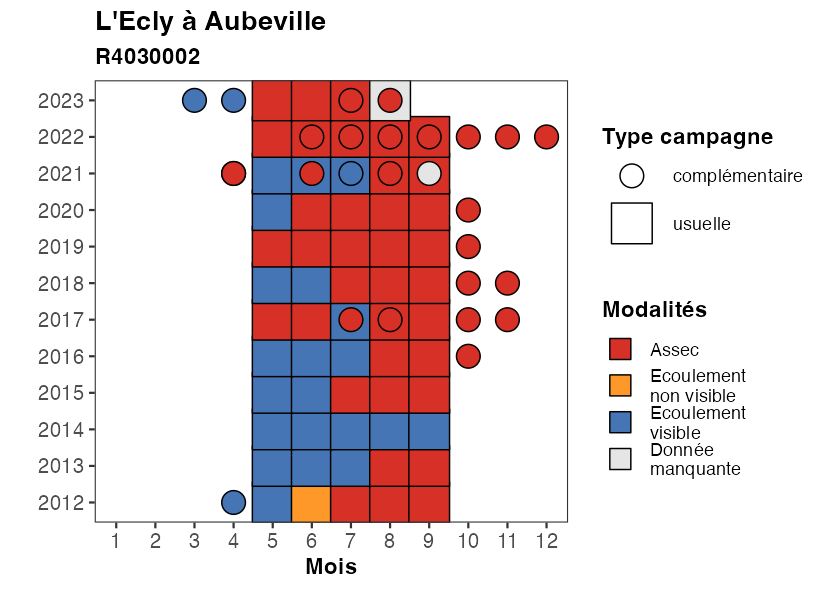 L'Ecly à Aubeville
R4030002
2023
2022
2021
2020
2019
2018
2017
2016
2015
2014
2013
2012
1 2 3 4 5 6 7 8 9 10 11 12
Mois
Type campagne
complémentaire
usuelle
Modalités
Assec
Ecoulement
non visible
Ecoulement
visible
Donnée
manquante